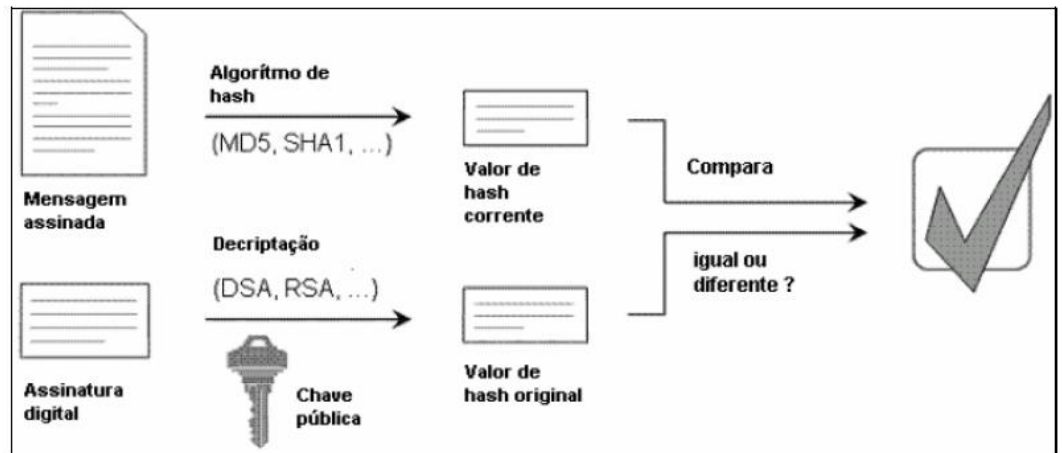 Algorítmo de
hash
(MD5, SHA1, ...)
Mensagem
assinada
Valor de
hash
corrente
Compara
Decriptação
(DSA, RSA, ...)
igual ou
diferente ?
Assinatura
digital
Chave
pública
Valor de
hash original